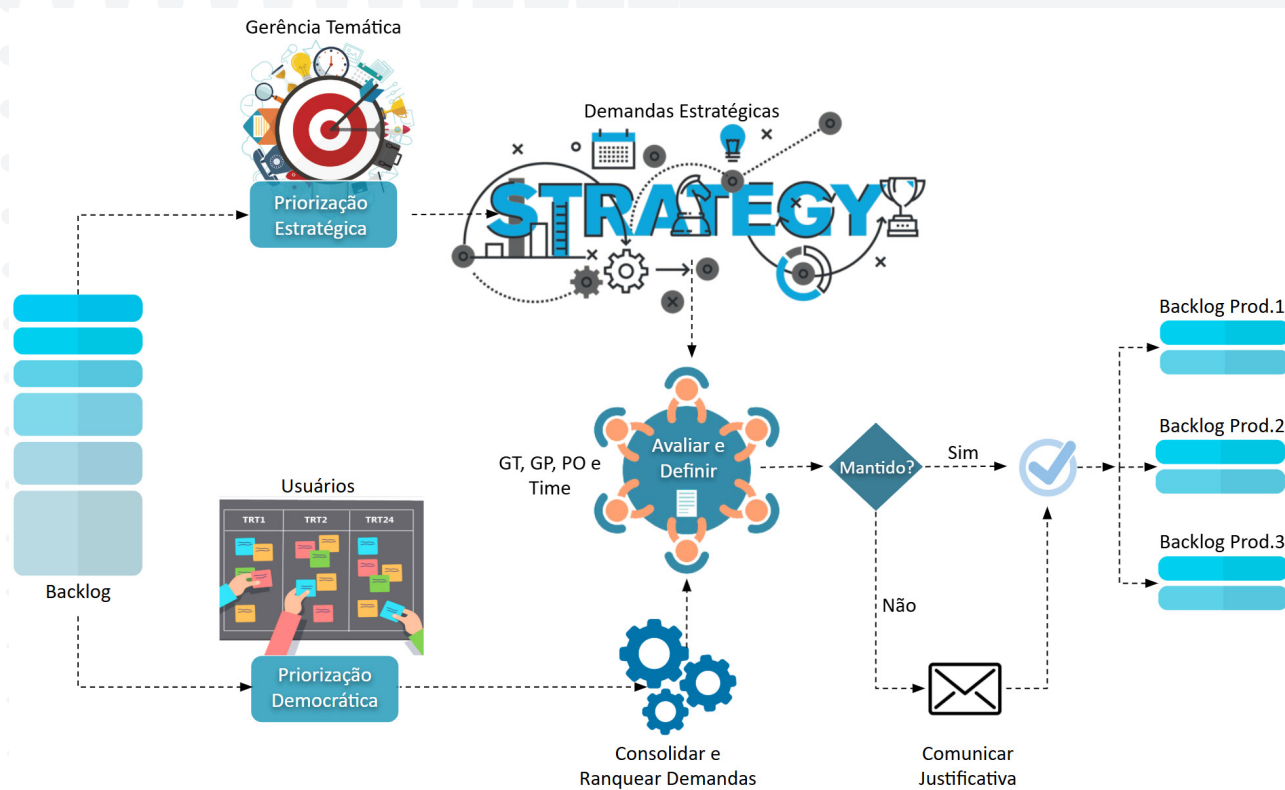 Gerência Temática
Priorização
Estratégica
Demandas Estratégicas
STRATEGY
Backlog
Usuários
TRT1
TRT2
TRT24
Priorização
Democrática
Consolidar e
Ranquear Demandas
GT, GP, PO e
Time
Avaliar e
Definir
Mantido?
Sim
Não
Comunicar
Justificativa
Backlog Prod.1
Backlog Prod.2
Backlog Prod.3